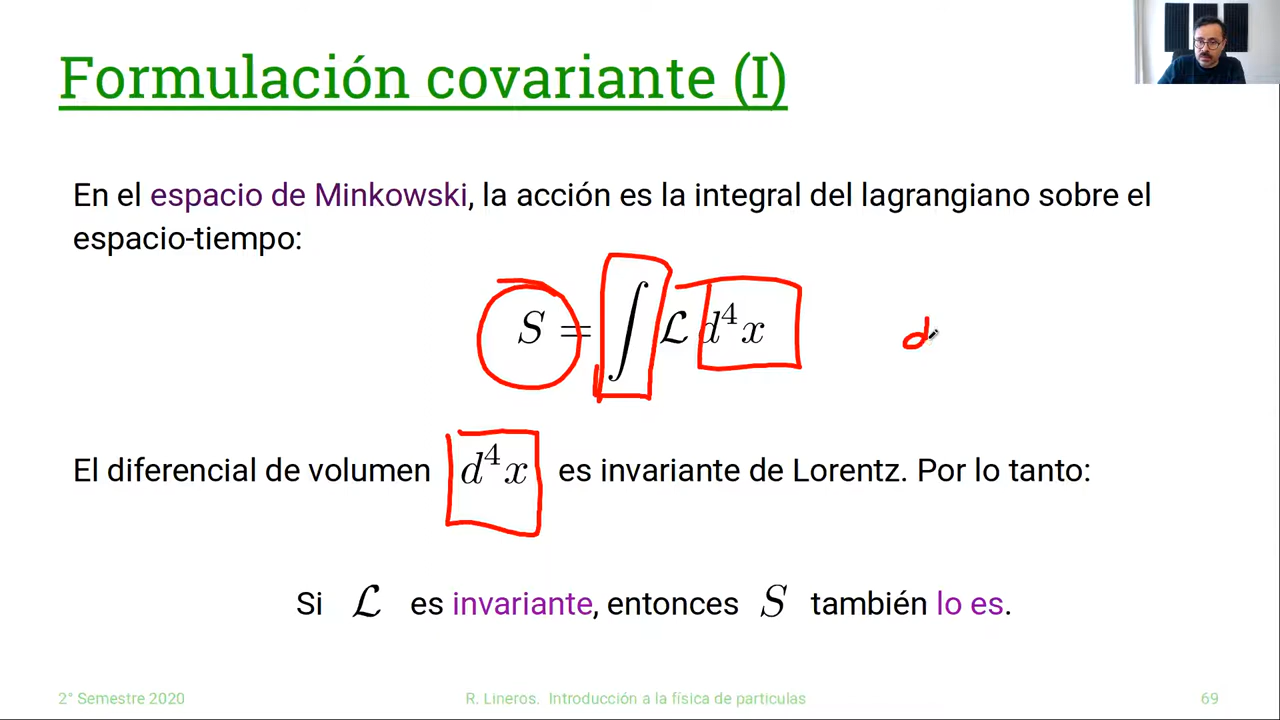 Formulación covariante (I)
En el espacio de Minkowski, la acción es la integral del lagrangiano sobre el
espacio-tiempo:
S = ∫ ℒ d⁴x
d
El diferencial de volumen d⁴x es invariante de Lorentz. Por lo tanto:
Si ℒ es invariante, entonces S también lo es.
2° Semestre 2020
R. Lineros. Introducción a la física de particulas
69